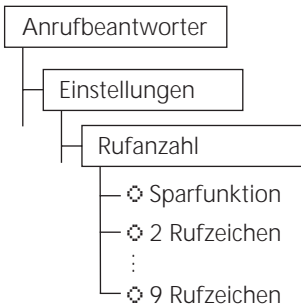 Anrufbeantworter
Einstellungen
Rufanzahl
Sparfunktion
2 Rufzeichen
9 Rufzeichen